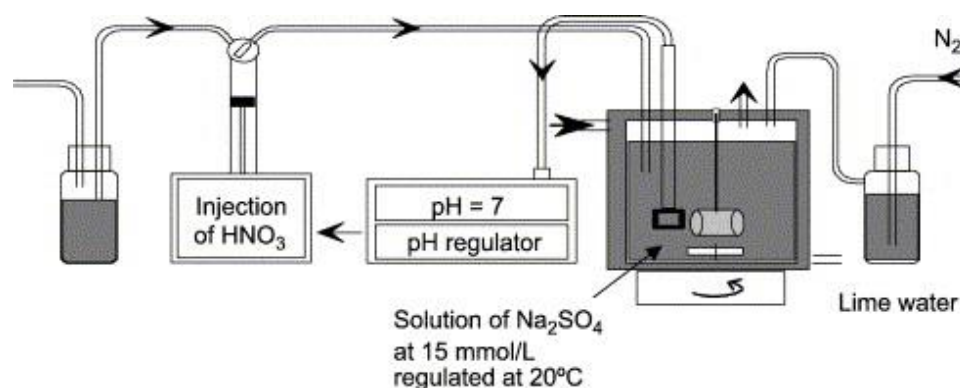 N₂
Injection
of HNO₃
pH = 7
pH regulator
Lime water
Solution of Na₂SO₄
at 15 mmol/L
regulated at 20ºC